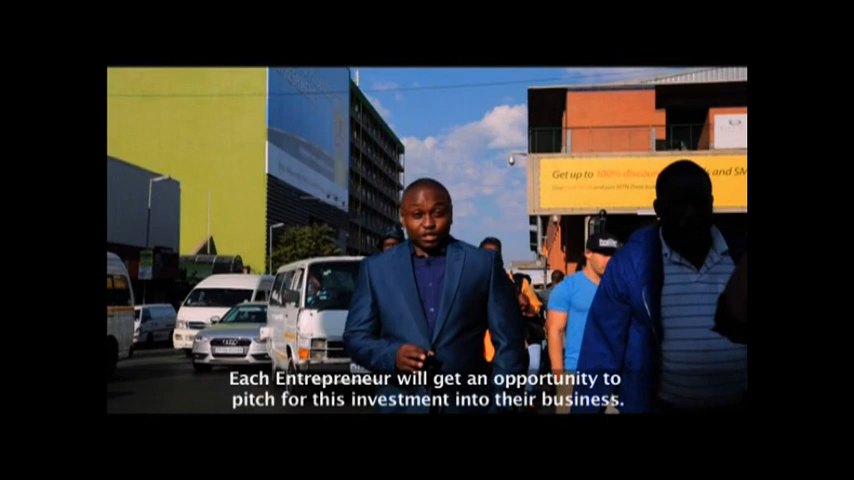 Get up to 100% discount
and SM
Each Entrepreneur will get an opportunity to
pitch for this investment into their business.